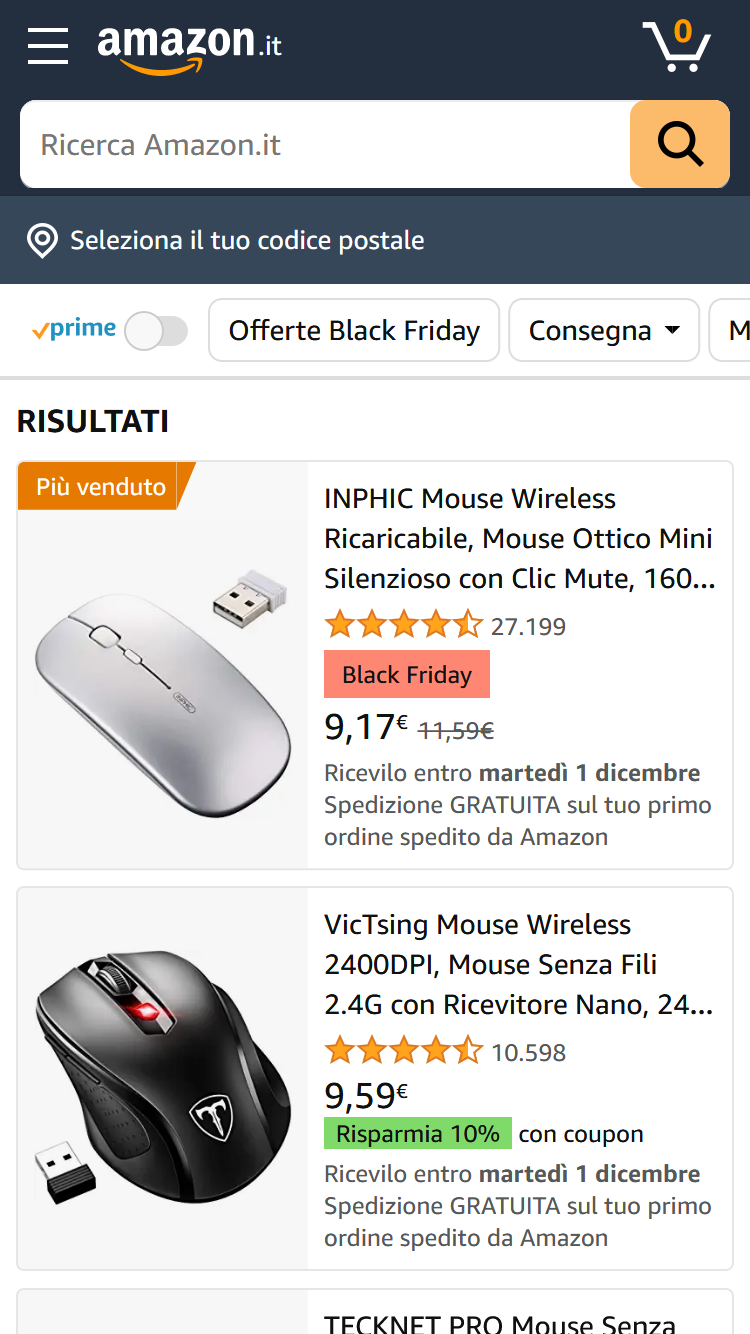 amazon.it
0
Ricerca Amazon.it
Seleziona il tuo codice postale
prime
Offerte Black Friday
Consegna
M
RISULTATI
Più venduto
INPHIC Mouse Wireless
Ricaricabile, Mouse Ottico Mini
Silenzioso con Clic Mute, 160...
27.199
Black Friday
9,17€ 11,59€
Ricevilo entro martedì 1 dicembre
Spedizione GRATUITA sul tuo primo
ordine spedito da Amazon
VicTsing Mouse Wireless
2400DPI, Mouse Senza Fili
2.4G con Ricevitore Nano, 24...
10.598
9,59€
Risparmia 10% con coupon
Ricevilo entro martedì 1 dicembre
Spedizione GRATUITA sul tuo primo
ordine spedito da Amazon
TECKNET PRO Mouse Senza